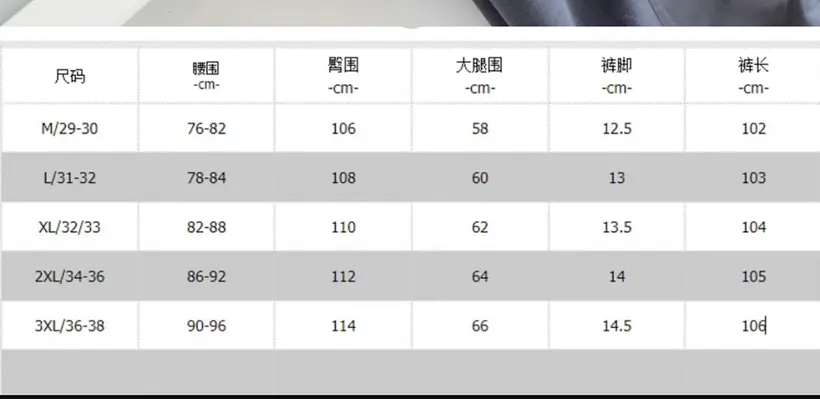 尺码 腰围 臀围 大腿围 裤脚 裤长
-cm- -cm- -cm- -cm- -cm-
M/29-30 76-82 106 58 12.5 102
L/31-32 78-84 108 60 13 103
XL/32/33 82-88 110 62 13.5 104
2XL/34-36 86-92 112 64 14 105
3XL/36-38 90-96 114 66 14.5 106